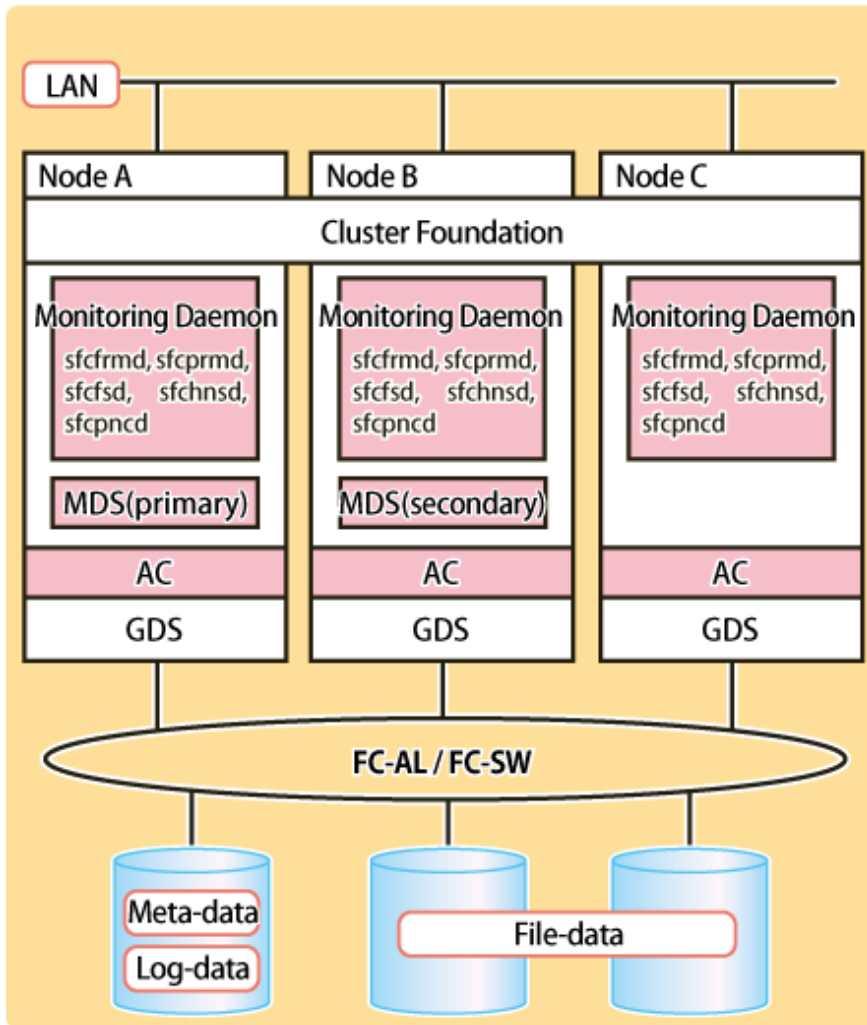 LAN
Node A
Node B
Node C
Cluster Foundation
Monitoring Daemon
sfcfrmd, sfcprmd,
sfcfsd, sfchnsd,
sfcpncd
Monitoring Daemon
sfcfrmd, sfcprmd,
sfcfsd, sfchnsd,
sfcpncd
Monitoring Daemon
sfcfrmd, sfcprmd,
sfcfsd, sfchnsd,
sfcpncd
MDS(primary)
MDS(secondary)
AC
AC
AC
GDS
GDS
GDS
FC-AL / FC-SW
Meta-data
Log-data
File-data